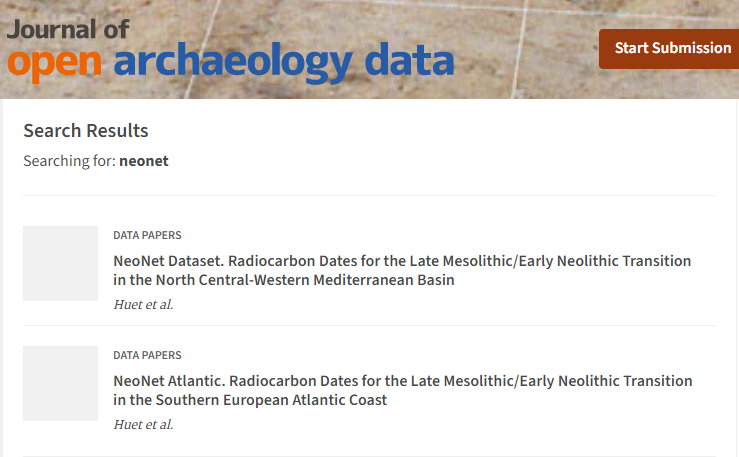 Journal of
open archaeology data
Start Submission
Search Results
Searching for: neonet
DATA PAPERS
NeoNet Dataset. Radiocarbon Dates for the Late Mesolithic/Early Neolithic Transition
in the North Central-Western Mediterranean Basin
Huet et al.
DATA PAPERS
NeoNet Atlantic. Radiocarbon Dates for the Late Mesolithic/Early Neolithic Transition
in the Southern European Atlantic Coast
Huet et al.